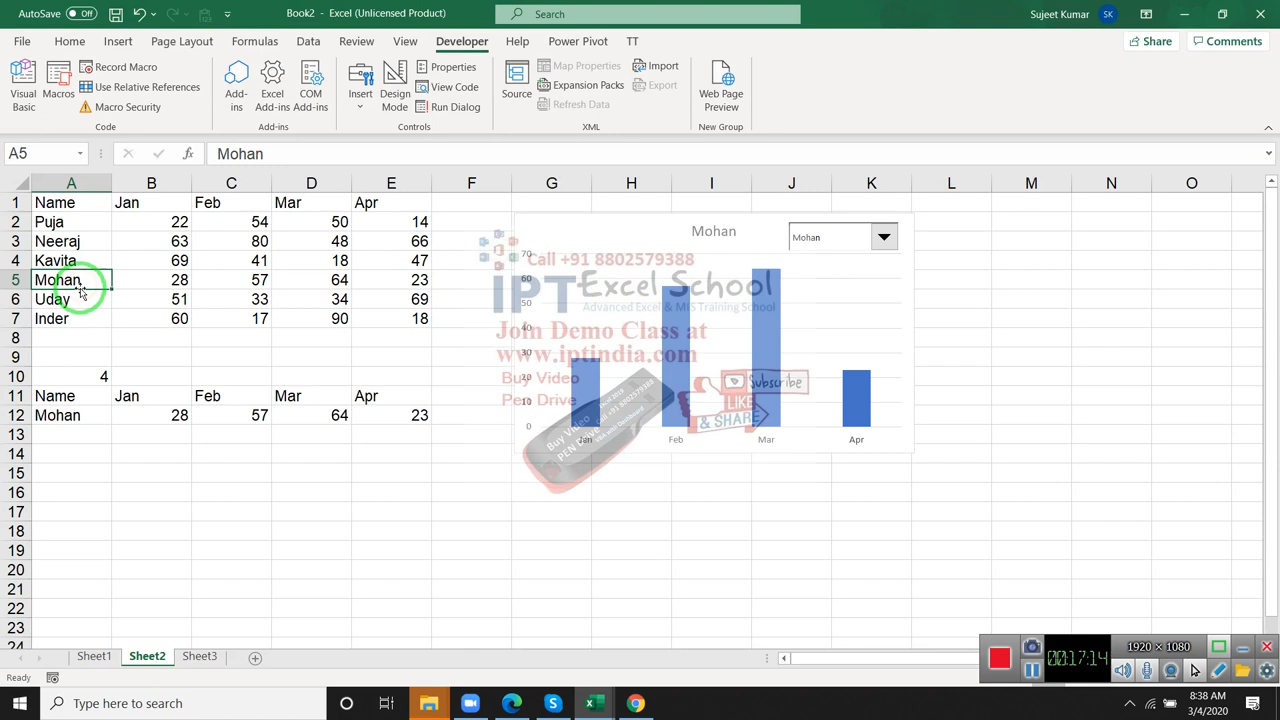 AutoSave Off Book2 - Excel (Unlicensed Product) Search Sujeet Kumar SK
File Home Insert Page Layout Formulas Data Review View Developer Help Power Pivot TT Share Comments
Visual Basic Macros Record Macro Use Relative References Macro Security
Add-ins Excel Add-ins COM Add-ins
Insert Design Mode Properties View Code Run Dialog
Source Map Properties Expansion Packs Refresh Data Import Export
Web Page Preview
Code Add-ins Controls XML New Group
A5 fx Mohan
A B C D E F G H I J K L M N O
1 Name Jan Feb Mar Apr
2 Puja 22 54 50 14
3 Neeraj 63 80 48 66
4 Kavita 69 41 18 47
5 Mohan 28 57 64 23
6 Uday 51 33 34 69
7 Inder 60 17 90 18
8
9
10 4
11 Name Jan Feb Mar Apr
12 Mohan 28 57 64 23
13
14
15
16
17
18
19
20
21
22
23
24
Mohan
Mohan
70
60
50
40
30
20
10
0
Jan Feb Mar Apr
Call +91 8802579388
IPT Excel School
Advanced Excel & MIS Training School
Join Demo Class at
www.iptindia.com
Buy Video
Pen Drive
Buy Video
PEN Drive
Subscribe
LIKE
& SHARE
Sheet1 Sheet2 Sheet3
Ready
00:17:14 1920 × 1080
Type here to search
8:38 AM
3/4/2020